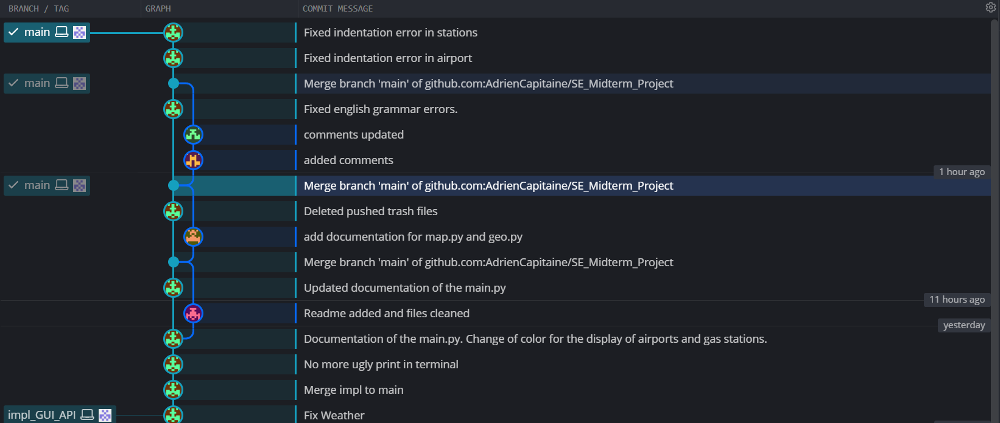 BRANCH / TAG GRAPH COMMIT MESSAGE
main Fixed indentation error in stations
Fixed indentation error in airport
main Merge branch 'main' of github.com:AdrienCapitaine/SE_Midterm_Project
Fixed english grammar errors.
comments updated
added comments
1 hour ago
main Merge branch 'main' of github.com:AdrienCapitaine/SE_Midterm_Project
Deleted pushed trash files
add documentation for map.py and geo.py
Merge branch 'main' of github.com:AdrienCapitaine/SE_Midterm_Project
Updated documentation of the main.py
11 hours ago
Readme added and files cleaned
yesterday
Documentation of the main.py. Change of color for the display of airports and gas stations.
No more ugly print in terminal
Merge impl to main
impl_GUI_API Fix Weather